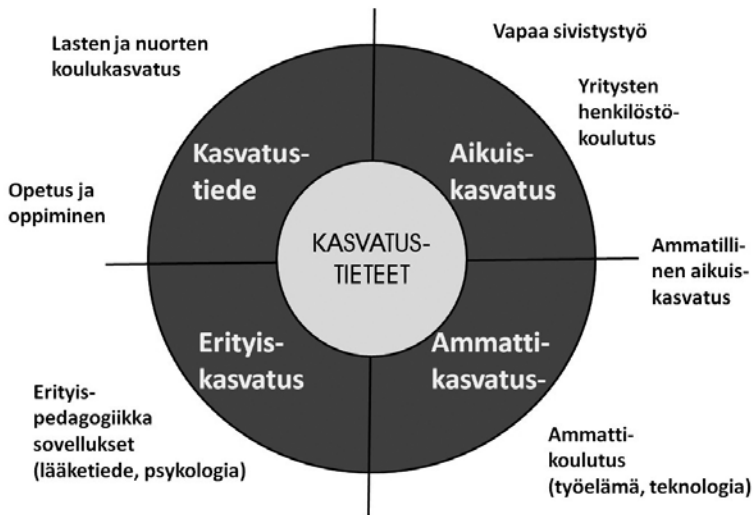 Lasten ja nuorten
koulukasvatus
Vapaa sivistystyö
Yritysten
henkilöstö-
koulutus
Kasvatus-
tiede
Aikuis-
kasvatus
Opetus ja
oppiminen
KASVATUS-
TIETEET
Ammatilli-
nen aikuis-
kasvatus
Erityis-
kasvatus
Ammatti-
kasvatus-
Erityis-
pedagogiikka
sovellukset
(lääketiede, psykologia)
Ammatti-
koulutus
(työelämä, teknologia)